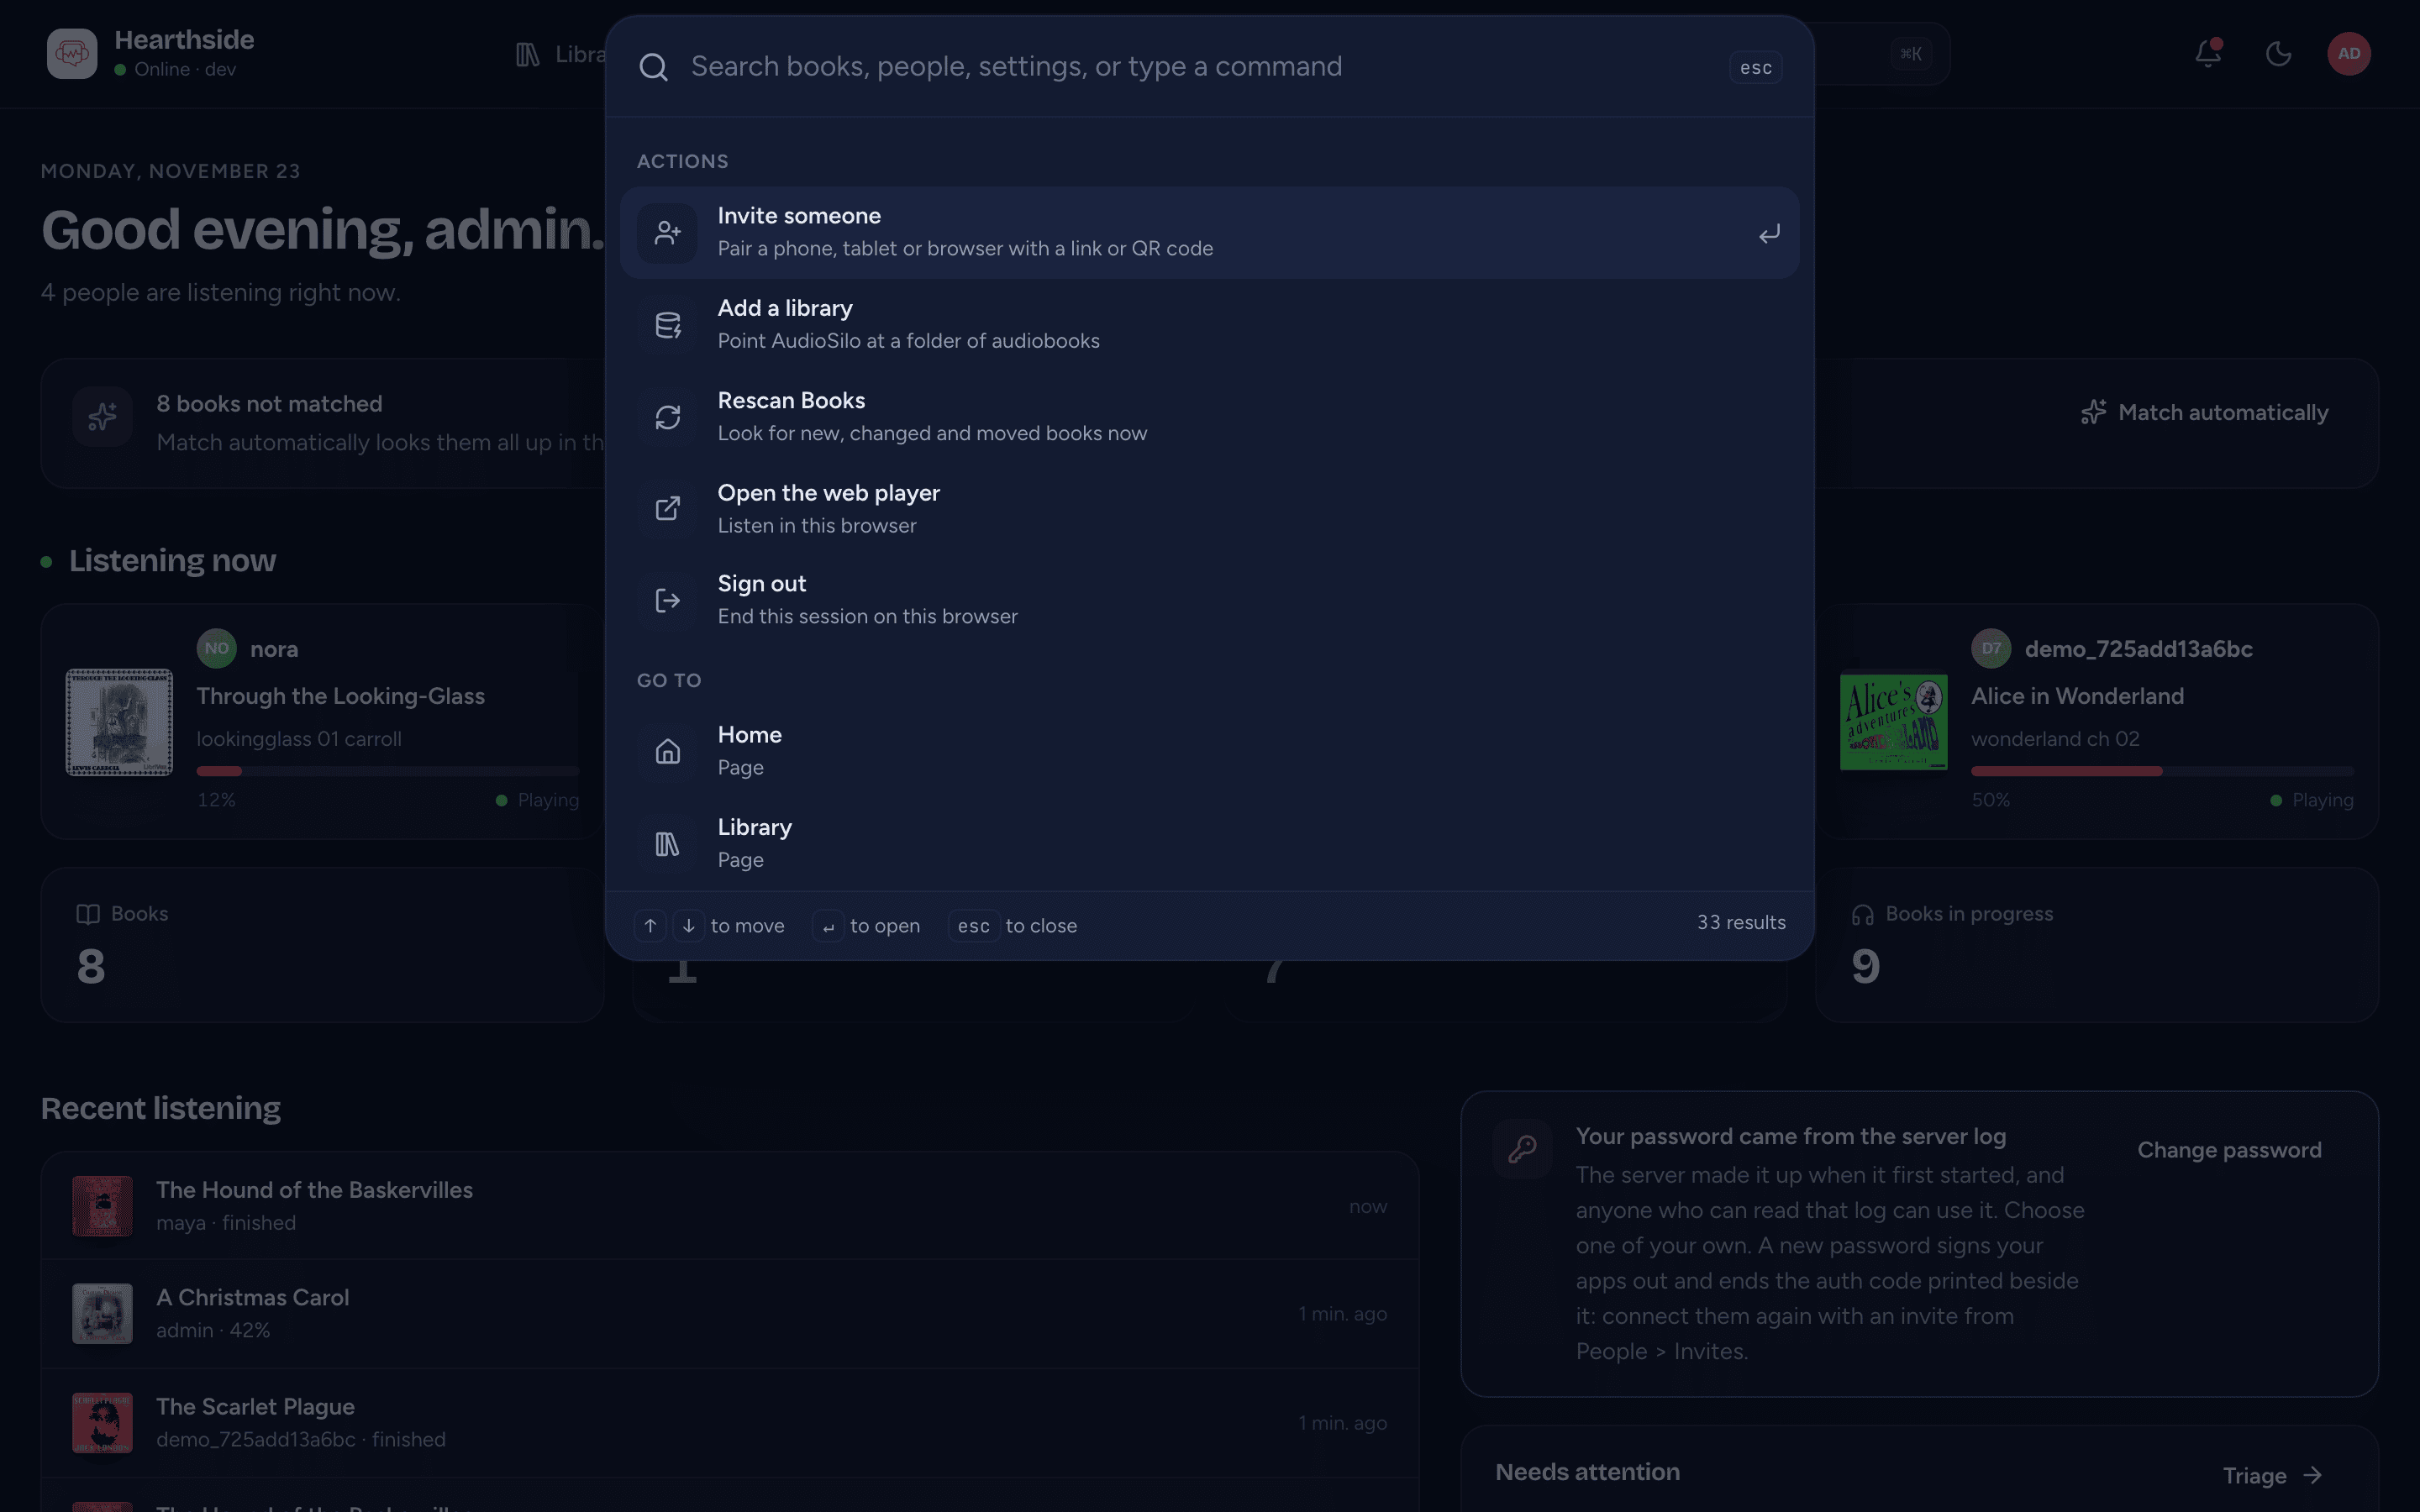 Hearthside
Online · dev
⌘K
AD
Search books, people, settings, or type a command
esc
ACTIONS
Invite someone
Pair a phone, tablet or browser with a link or QR code
Add a library
Point AudioSilo at a folder of audiobooks
Rescan Books
Look for new, changed and moved books now
Open the web player
Listen in this browser
Sign out
End this session on this browser
GO TO
Home
Page
Library
Page
↑ ↓ to move ↵ to open esc to close
33 results
MONDAY, NOVEMBER 23
Good evening, admin.
4 people are listening right now.
8 books not matched
Match automatically looks them all up in
Match automatically
Listening now
NO nora
Through the Looking-Glass
lookingglass 01 carroll
12%
Playing
D7 demo_725add13a6bc
Alice in Wonderland
wonderland ch 02
50%
Playing
Books
8
1
7
Books in progress
9
Recent listening
The Hound of the Baskervilles
maya · finished
now
A Christmas Carol
admin · 42%
1 min. ago
The Scarlet Plague
demo_725add13a6bc · finished
1 min. ago
Your password came from the server log
Change password
The server made it up when it first started, and
anyone who can read that log can use it. Choose
one of your own. A new password signs your
apps out and ends the auth code printed beside
it: connect them again with an invite from
People > Invites.
Needs attention
Triage →